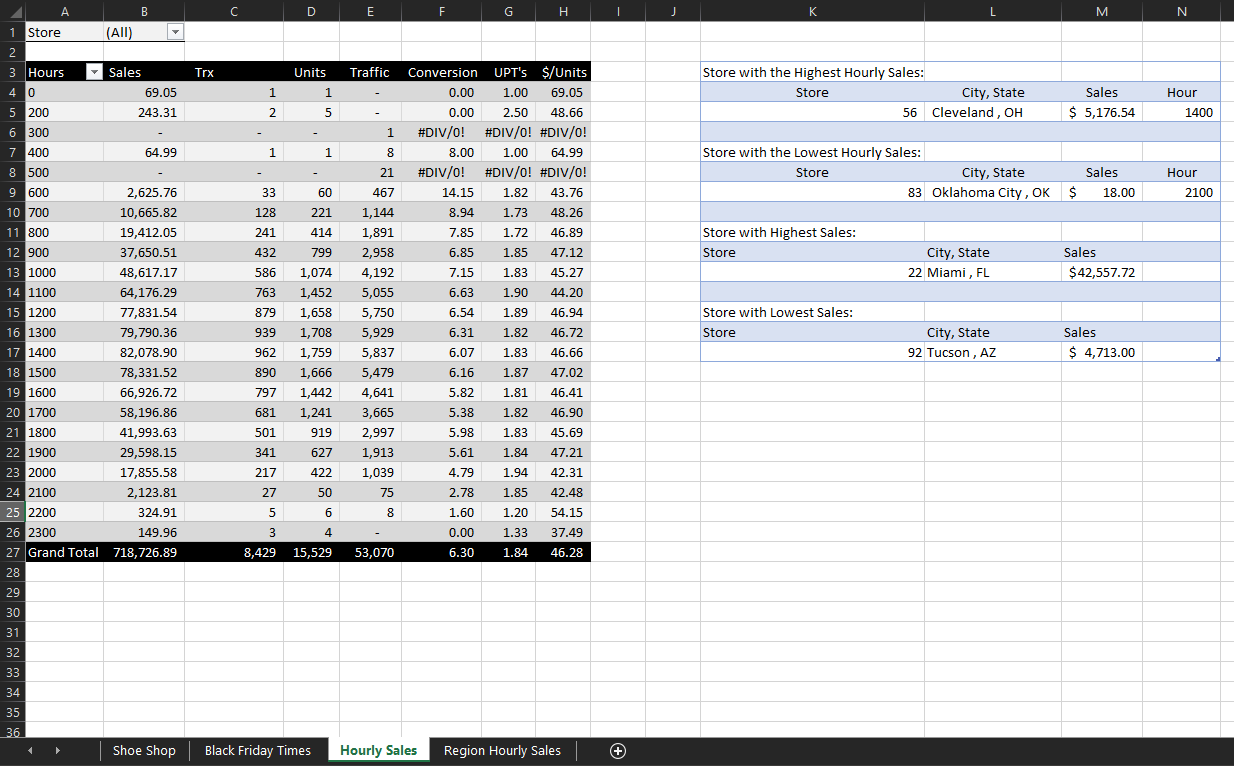 A B C D E F G H I J K L M N
1 Store (All)
2
3 Hours Sales Trx Units Traffic Conversion UPT's $/Units Store with the Highest Hourly Sales:
4 0 69.05 1 1 - 0.00 1.00 69.05 Store City, State Sales Hour
5 200 243.31 2 5 - 0.00 2.50 48.66 56 Cleveland , OH $ 5,176.54 1400
6 300 - - - 1 #DIV/0! #DIV/0! #DIV/0!
7 400 64.99 1 1 8 8.00 1.00 64.99 Store with the Lowest Hourly Sales:
8 500 - - - 21 #DIV/0! #DIV/0! #DIV/0! Store City, State Sales Hour
9 600 2,625.76 33 60 467 14.15 1.82 43.76 83 Oklahoma City , OK $ 18.00 2100
10 700 10,665.82 128 221 1,144 8.94 1.73 48.26
11 800 19,412.05 241 414 1,891 7.85 1.72 46.89 Store with Highest Sales:
12 900 37,650.51 432 799 2,958 6.85 1.85 47.12 Store City, State Sales
13 1000 48,617.17 586 1,074 4,192 7.15 1.83 45.27 22 Miami , FL $42,557.72
14 1100 64,176.29 763 1,452 5,055 6.63 1.90 44.20
15 1200 77,831.54 879 1,658 5,750 6.54 1.89 46.94 Store with Lowest Sales:
16 1300 79,790.36 939 1,708 5,929 6.31 1.82 46.72 Store City, State Sales
17 1400 82,078.90 962 1,759 5,837 6.07 1.83 46.66 92 Tucson , AZ $ 4,713.00
18 1500 78,331.52 890 1,666 5,479 6.16 1.87 47.02
19 1600 66,926.72 797 1,442 4,641 5.82 1.81 46.41
20 1700 58,196.86 681 1,241 3,665 5.38 1.82 46.90
21 1800 41,993.63 501 919 2,997 5.98 1.83 45.69
22 1900 29,598.15 341 627 1,913 5.61 1.84 47.21
23 2000 17,855.58 217 422 1,039 4.79 1.94 42.31
24 2100 2,123.81 27 50 75 2.78 1.85 42.48
25 2200 324.91 5 6 8 1.60 1.20 54.15
26 2300 149.96 3 4 - 0.00 1.33 37.49
27 Grand Total 718,726.89 8,429 15,529 53,070 6.30 1.84 46.28
28
29
30
31
32
33
34
35
36
Shoe Shop Black Friday Times Hourly Sales Region Hourly Sales